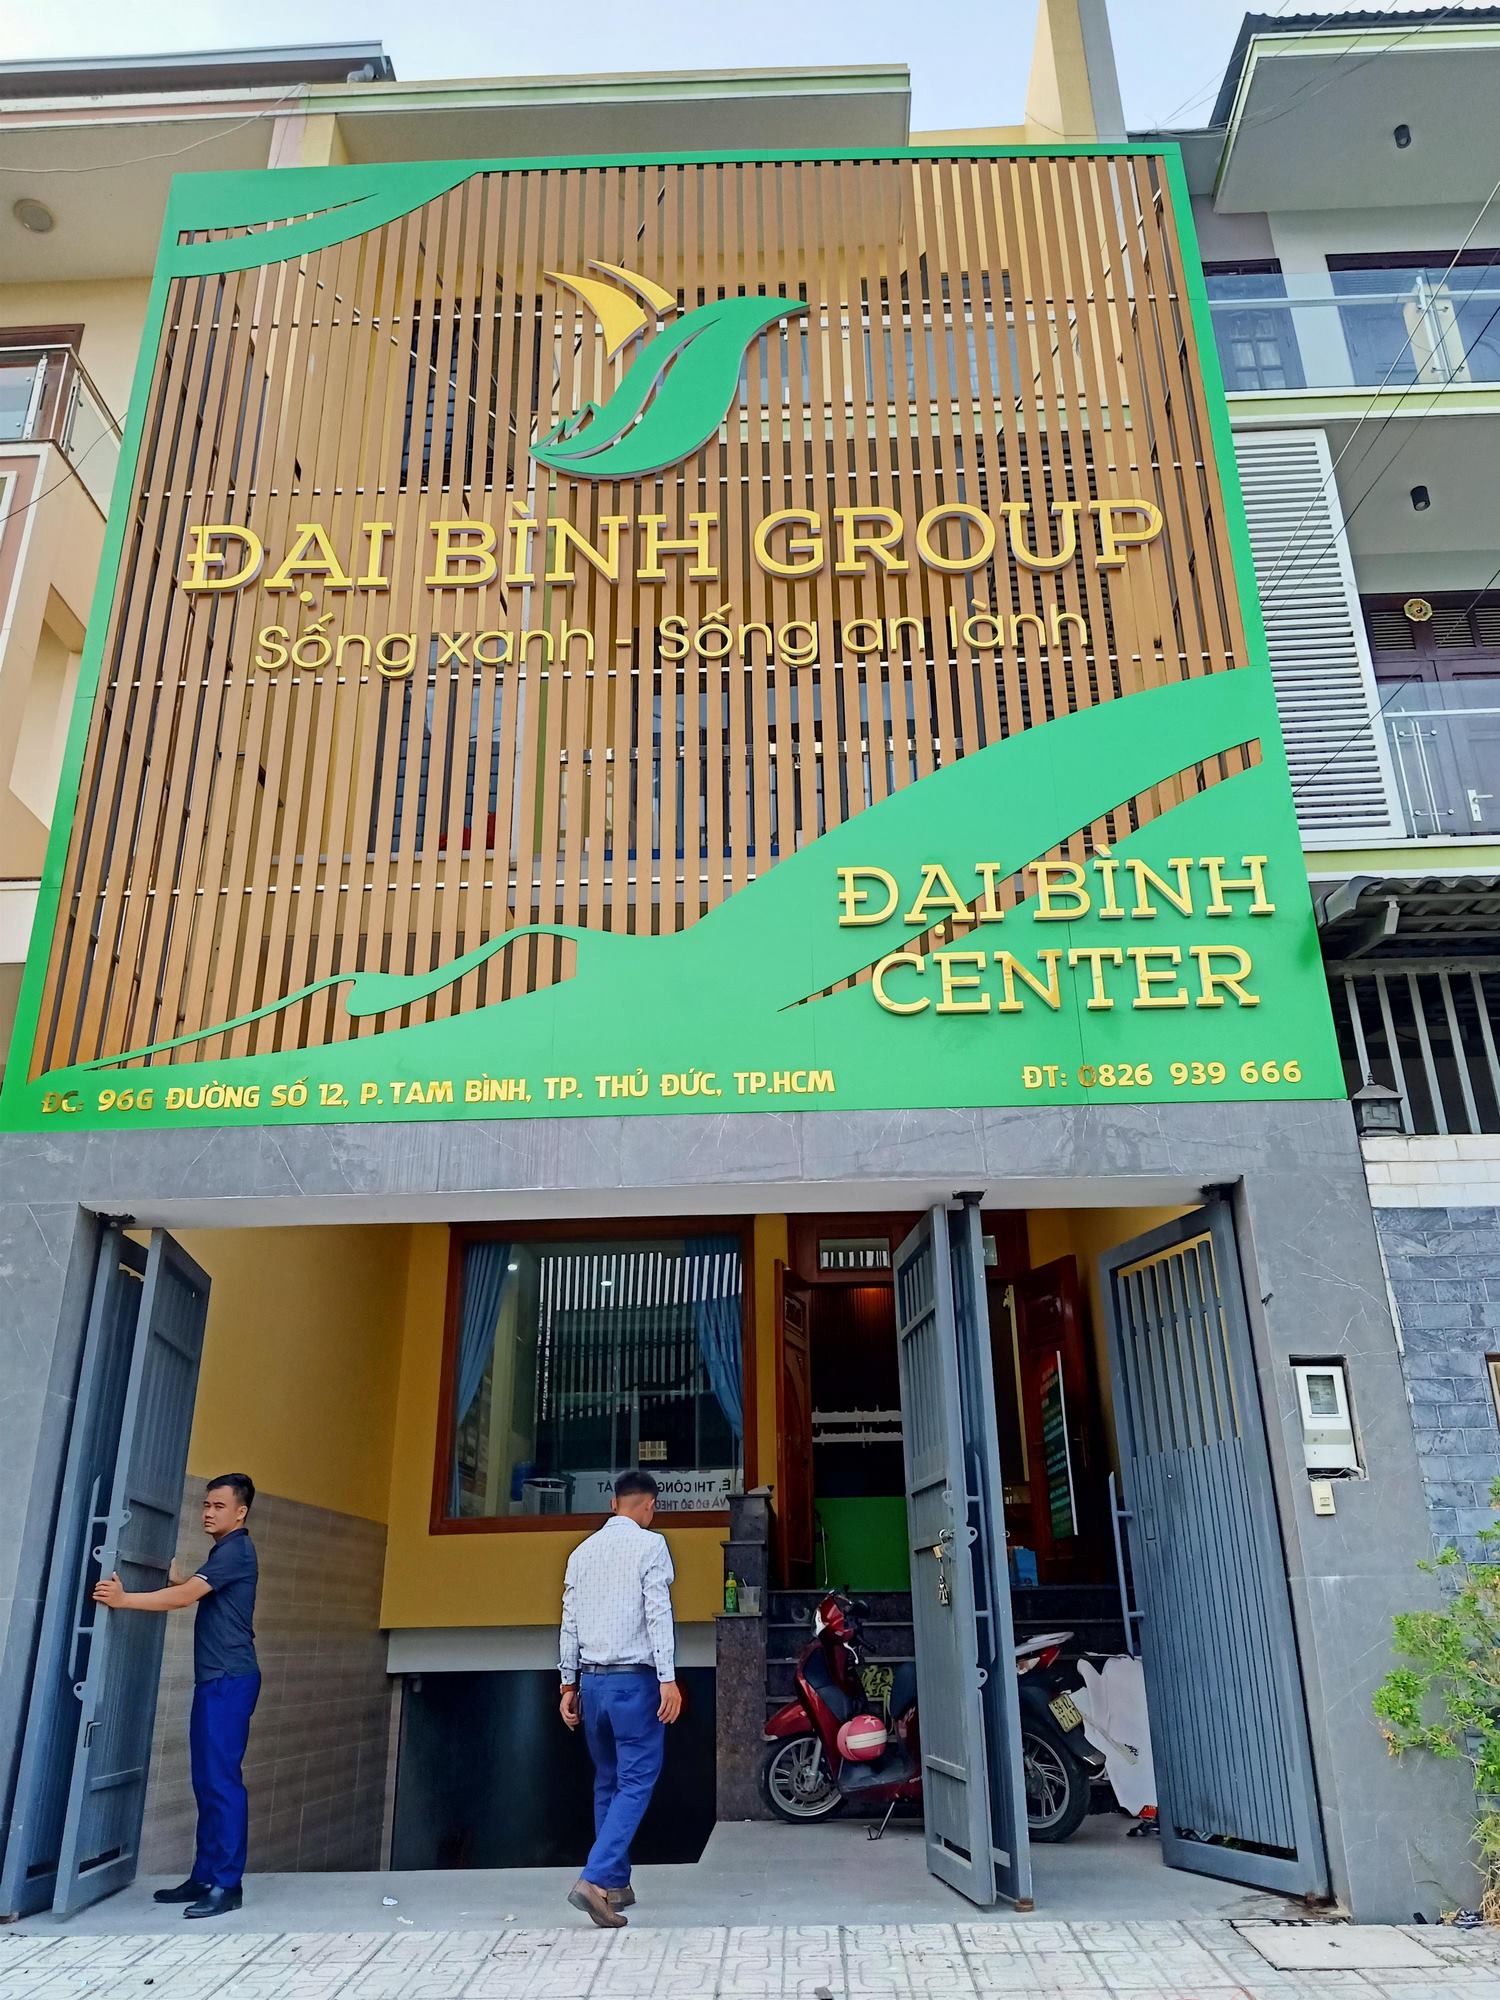 ĐẠI BÌNH GROUP
Sống xanh - Sống an lành
ĐẠI BÌNH
CENTER
ĐC: 96G ĐƯỜNG SỐ 12, P. TAM BÌNH, TP. THỦ ĐỨC, TP.HCM
ĐT: 0826 939 666